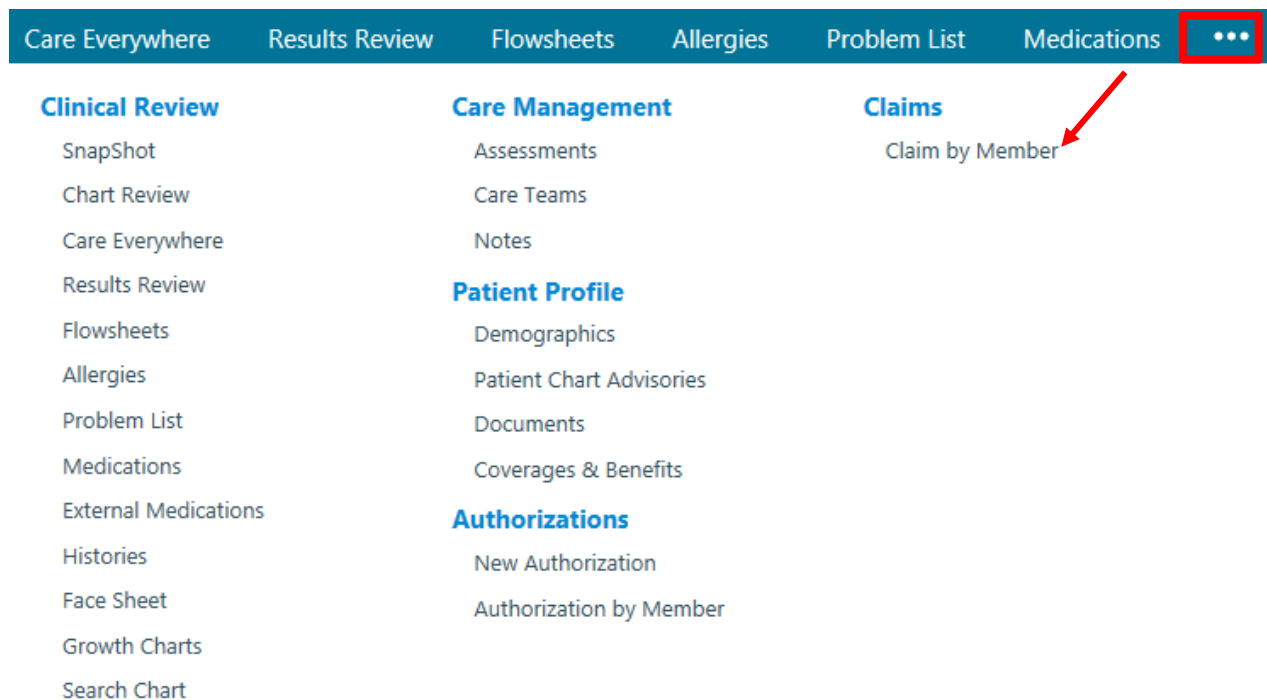 Care Everywhere Results Review Flowsheets Allergies Problem List Medications •••
Clinical Review
SnapShot
Chart Review
Care Everywhere
Results Review
Flowsheets
Allergies
Problem List
Medications
External Medications
Histories
Face Sheet
Growth Charts
Search Chart
Care Management
Assessments
Care Teams
Notes
Patient Profile
Demographics
Patient Chart Advisories
Documents
Coverages & Benefits
Authorizations
New Authorization
Authorization by Member
Claims
Claim by Member